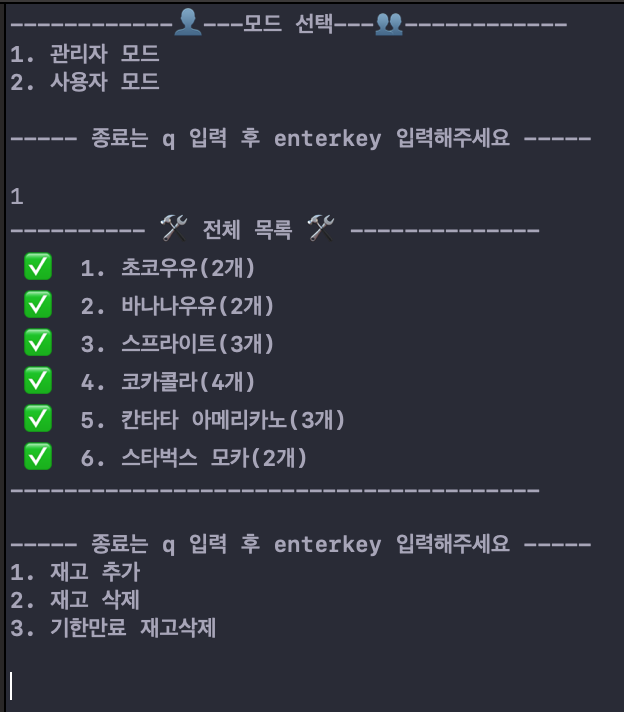 ------------👤---모드 선택---👥------------
1. 관리자 모드
2. 사용자 모드
----- 종료는 q 입력 후 enterkey 입력해주세요 -----
1
---------- 🛠 전체 목록 🛠 --------------
✅ 1. 초코우유(2개)
✅ 2. 바나나우유(2개)
✅ 3. 스프라이트(3개)
✅ 4. 코카콜라(4개)
✅ 5. 칸타타 아메리카노(3개)
✅ 6. 스타벅스 모카(2개)
---------------------------------------
----- 종료는 q 입력 후 enterkey 입력해주세요 -----
1. 재고 추가
2. 재고 삭제
3. 기한만료 재고삭제